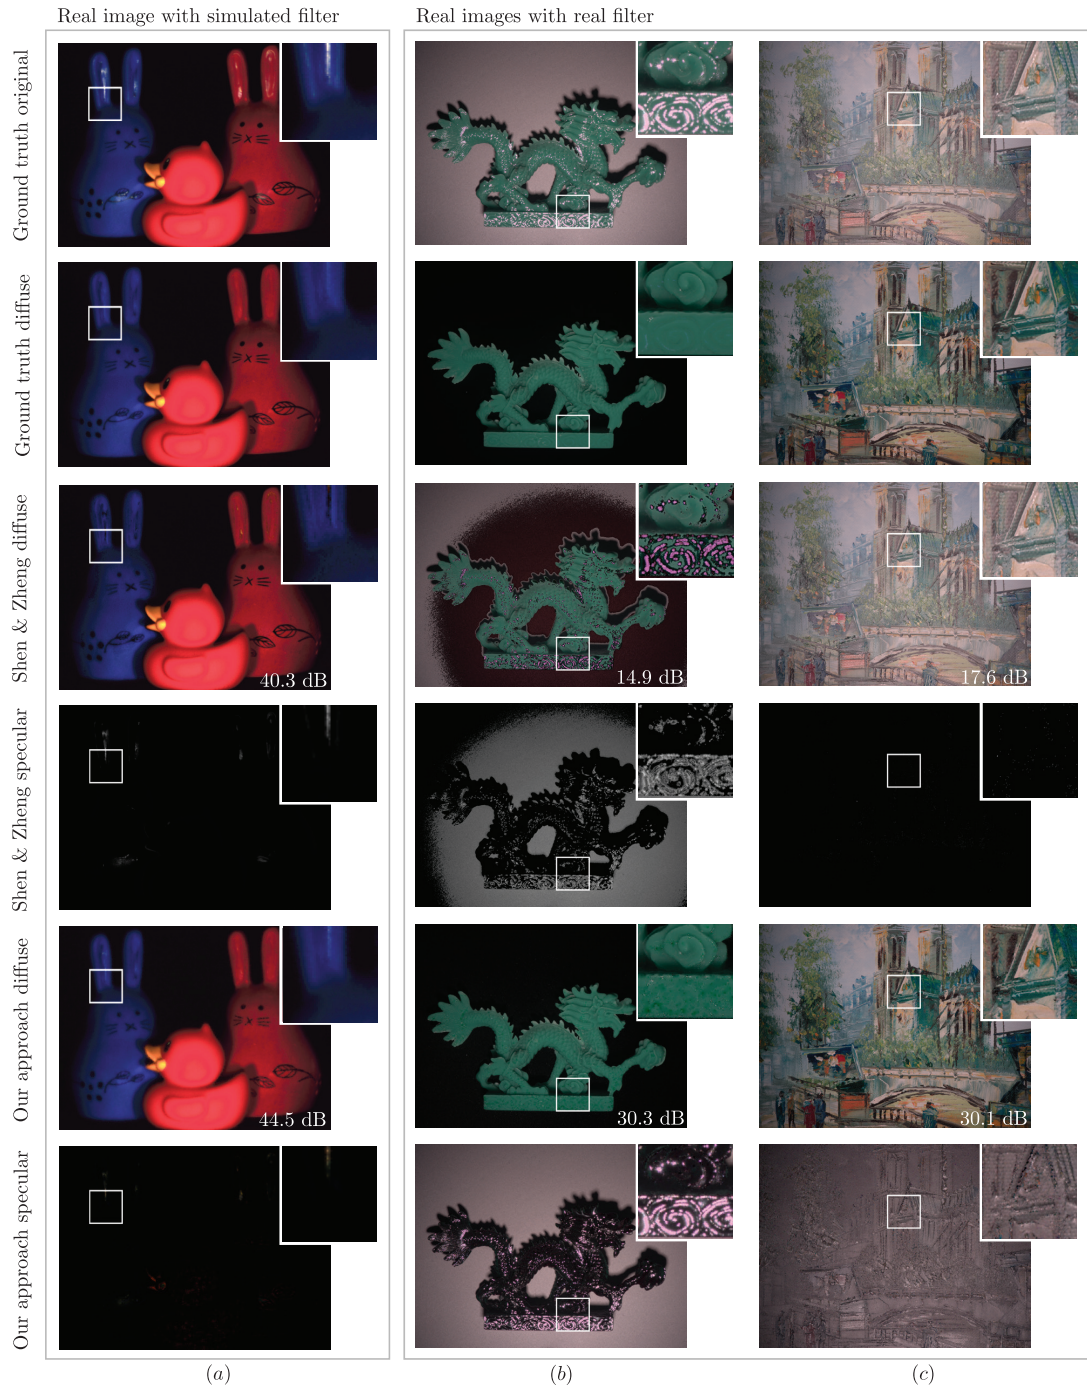 Real image with simulated filter
Real images with real filter
Ground truth original
Ground truth diffuse
Shen & Zheng diffuse
40.3 dB
14.9 dB
17.6 dB
Shen & Zheng specular
Our approach diffuse
44.5 dB
30.3 dB
30.1 dB
Our approach specular
(a)
(b)
(c)